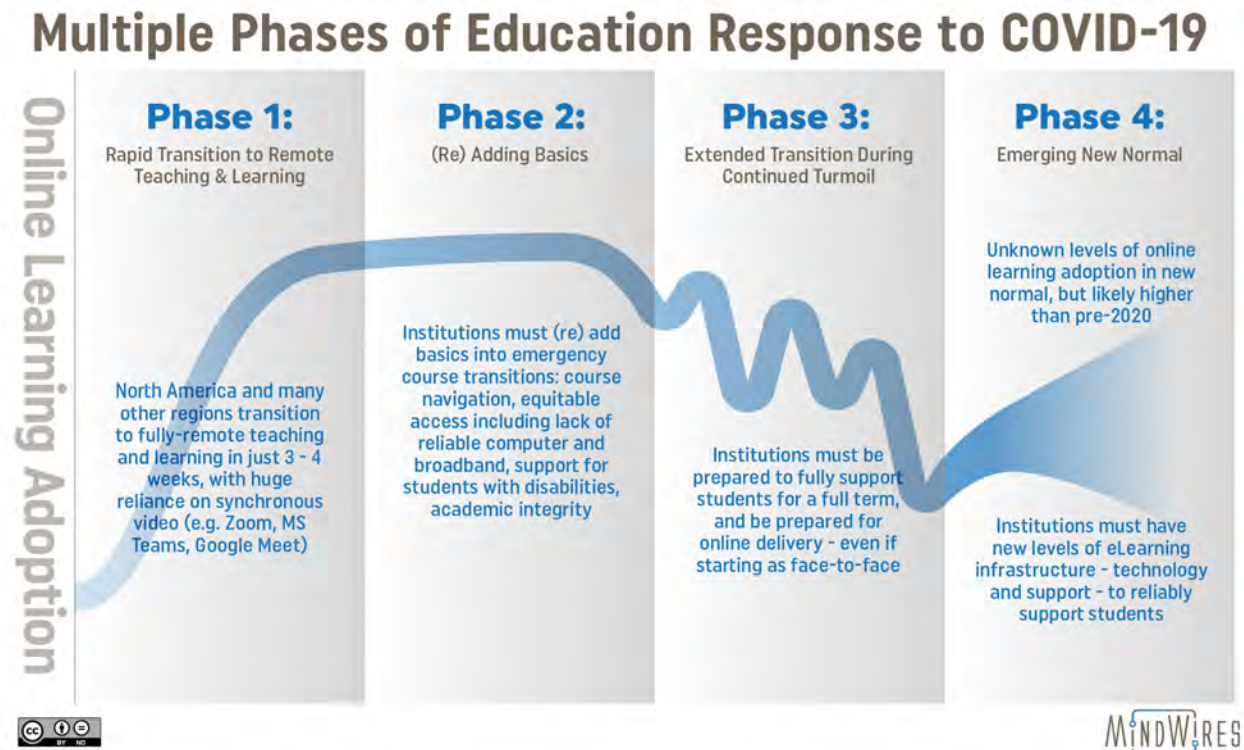 Multiple Phases of Education Response to COVID-19
Online Learning Adoption
Phase 1:
Rapid Transition to Remote
Teaching & Learning
North America and many
other regions transition
to fully-remote teaching
and learning in just 3 - 4
weeks, with huge
reliance on synchronous
video (e.g. Zoom, MS
Teams, Google Meet)
Phase 2:
(Re) Adding Basics
Institutions must (re) add
basics into emergency
course transitions: course
navigation, equitable
access including lack of
reliable computer and
broadband, support for
students with disabilities,
academic integrity
Phase 3:
Extended Transition During
Continued Turmoil
Institutions must be
prepared to fully support
students for a full term,
and be prepared for
online delivery - even if
starting as face-to-face
Phase 4:
Emerging New Normal
Unknown levels of online
learning adoption in new
normal, but likely higher
than pre-2020
Institutions must have
new levels of eLearning
infrastructure - technology
and support - to reliably
support students
cc
BY ND
MINDWIRES